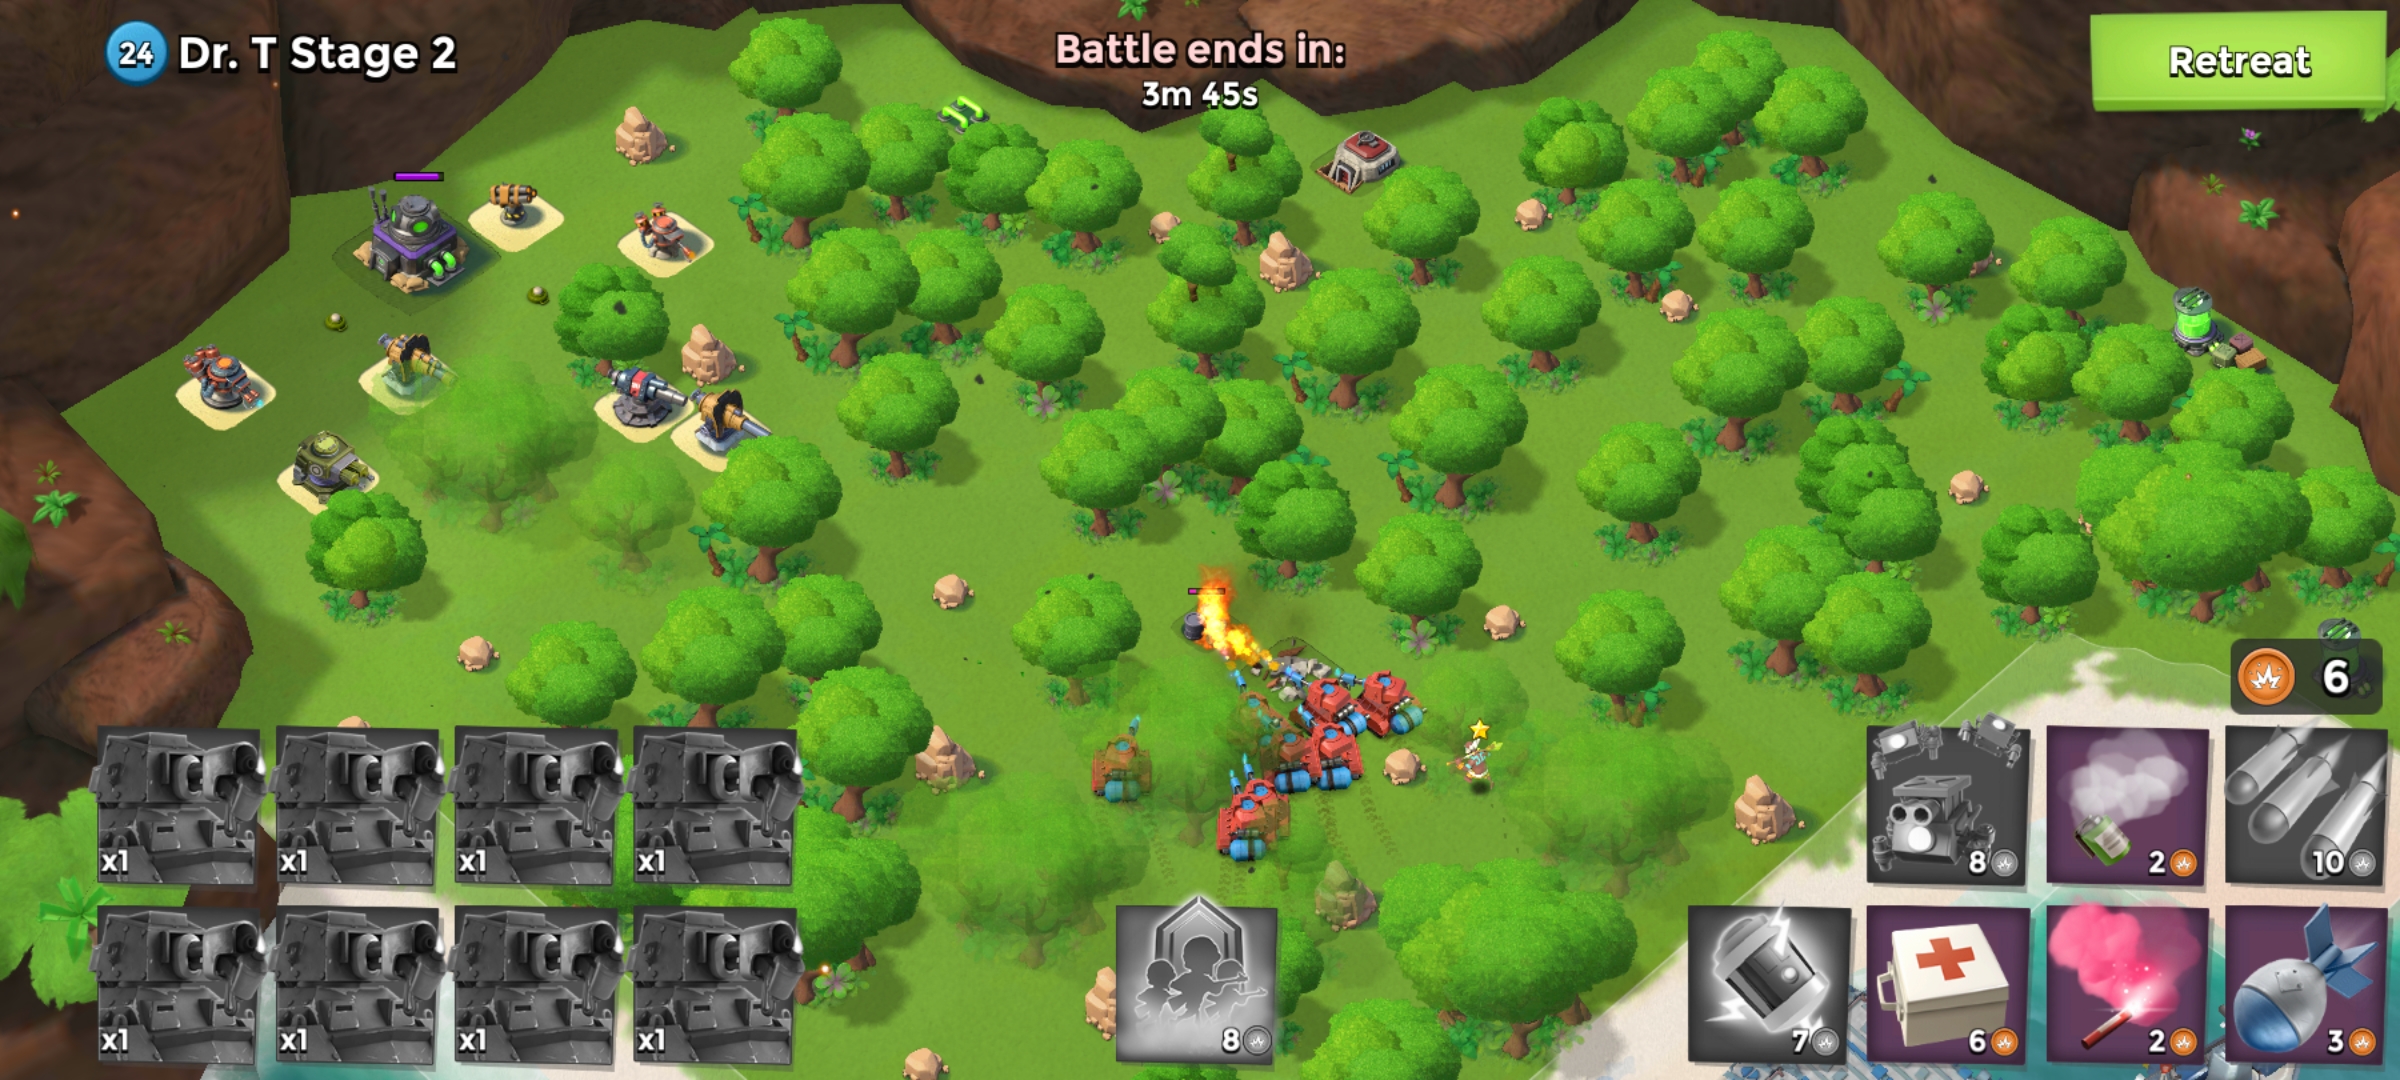 24 Dr. T Stage 2
Battle ends in:
3m 45s
Retreat
6
x1 x1 x1 x1
8 2 10
x1 x1 x1 x1
8
7 6 2 3